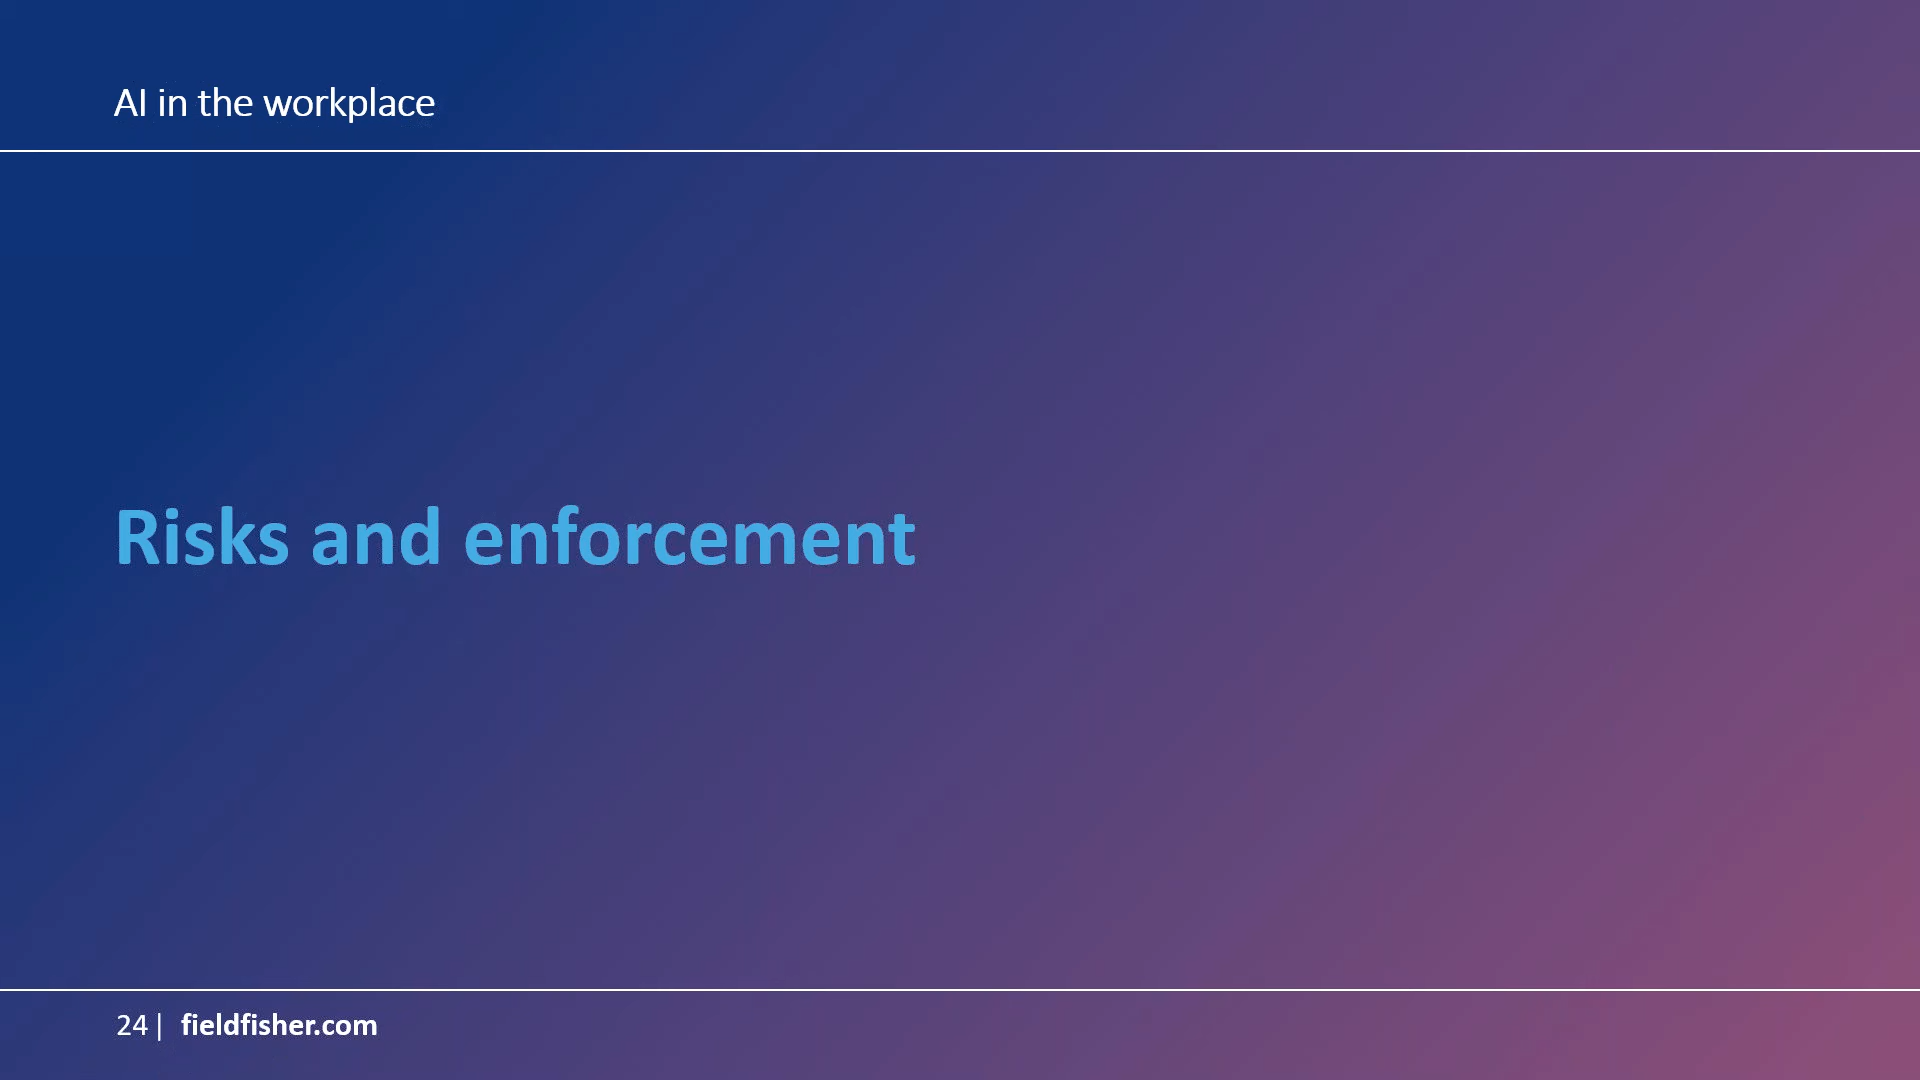 AI in the workplace
Risks and enforcement
24 | fieldfisher.com